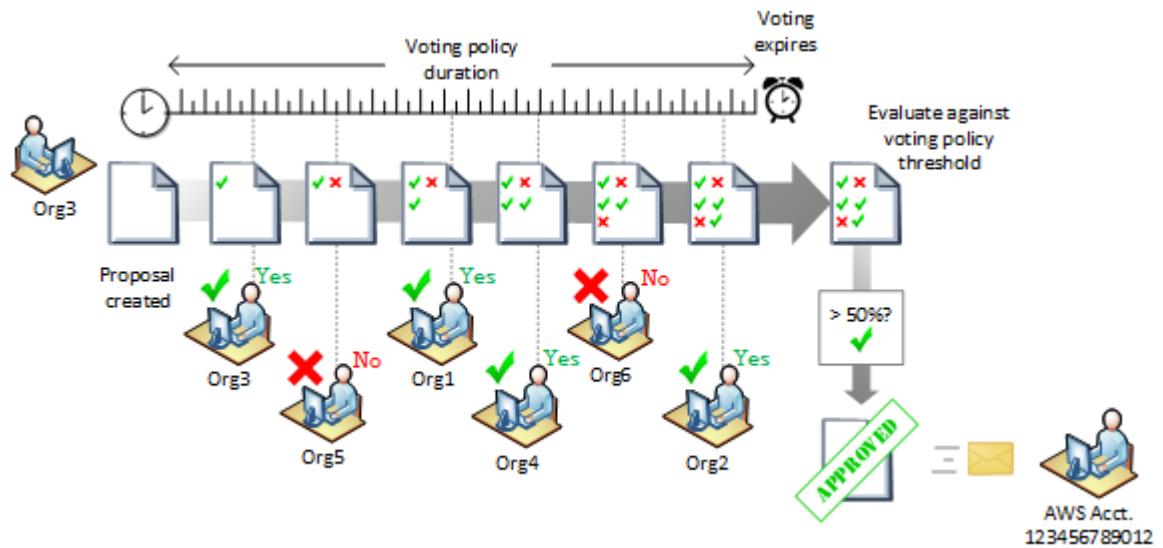 Voting policy
duration
Voting
expires
Evaluate against
voting policy
threshold
Org3
Proposal
created
Yes
Org3
No
Org5
Yes
Org1
Yes
Org4
No
Org6
Yes
Org2
> 50%?
APPROVED
AWS Acct.
123456789012